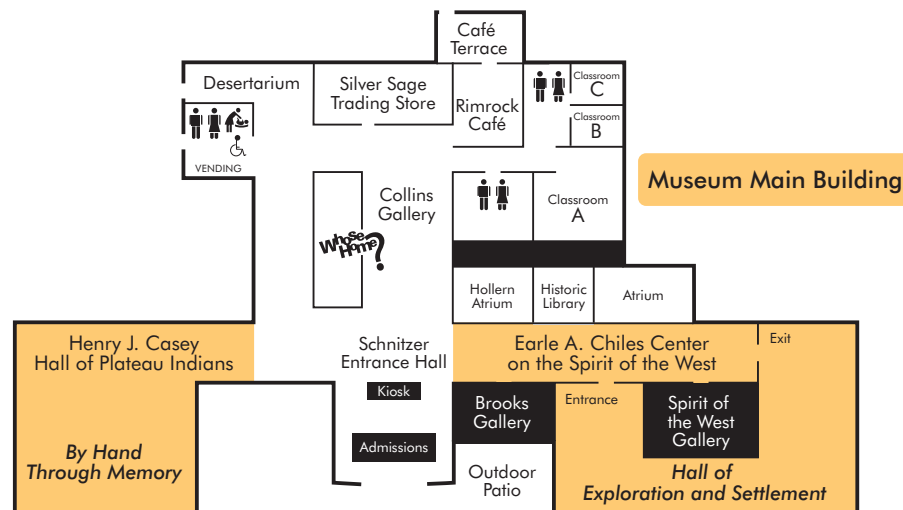 Café
Terrace
Desertarium
Silver Sage
Trading Store
Rimrock
Café
Classroom
C
Classroom
B
VENDING
Museum Main Building
Collins
Gallery
Classroom
A
Whose
Home?
Hollern
Atrium
Historic
Library
Atrium
Henry J. Casey
Hall of Plateau Indians
Schnitzer
Entrance Hall
Earle A. Chiles Center
on the Spirit of the West
Exit
Kiosk
Brooks
Gallery
Entrance
Spirit of
the West
Gallery
Admissions
By Hand
Through Memory
Outdoor
Patio
Hall of
Exploration and Settlement